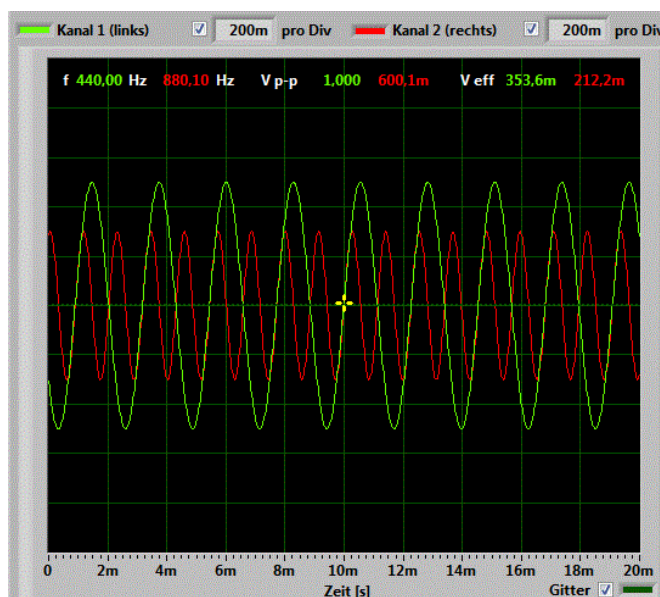 Kanal 1 (links) 200m pro Div Kanal 2 (rechts) 200m pro Div
f 440,00 Hz 880,10 Hz V p-p 1,000 600,1m V eff 353,6m 212,2m
0 2m 4m 6m 8m 10m 12m 14m 16m 18m 20m
Zeit [s]
Gitter